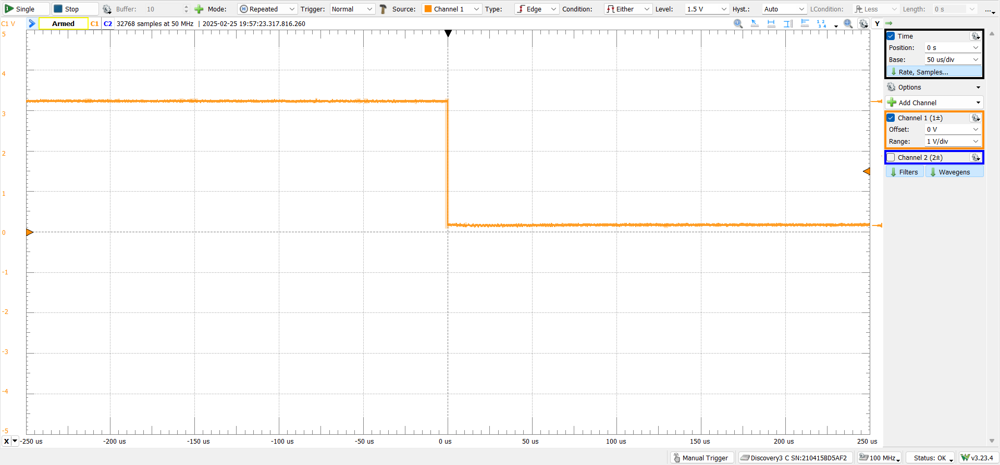 Single Stop Buffer: 10 Mode: Repeated Trigger: Normal Source: Channel 1 Type: Edge Condition: Either Level: 1.5 V Hyst.: Auto LCondition: Less Length: 0 s ...
C1 V Armed C1 C2 32768 samples at 50 MHz | 2025-02-25 19:57:23.317.816.260 1 2 3 4 Y
5
4
3
2
1
0
-1
-2
-3
-4
-5
X -250 us -200 us -150 us -100 us -50 us 0 us 50 us 100 us 150 us 200 us 250 us
Time
Position: 0 s
Base: 50 us/div
Rate, Samples...
Options
Add Channel
Channel 1 (1±)
Offset: 0 V
Range: 1 V/div
Channel 2 (2±)
Filters Wavegens
Manual Trigger Discovery3 C SN:210415BD5AF2 100 MHz Status: OK v3.23.4